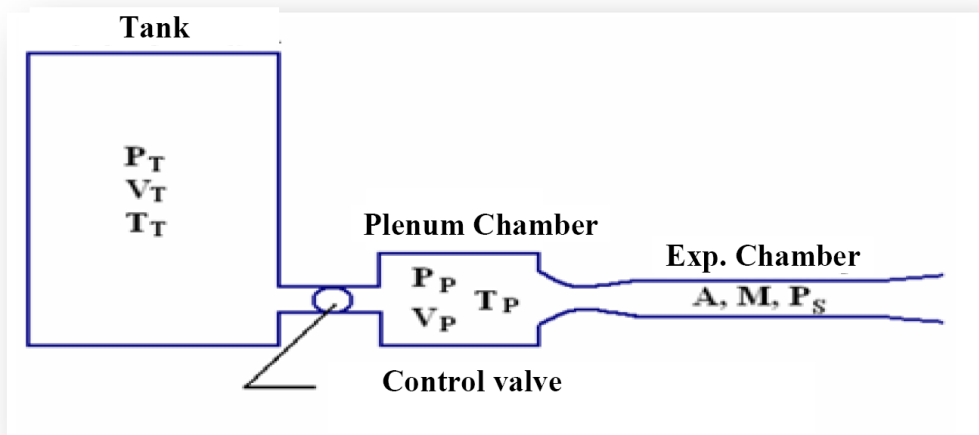 Tank
PT
VT
TT
Plenum Chamber
PP
TP
VP
Exp. Chamber
A, M, PS
Control valve